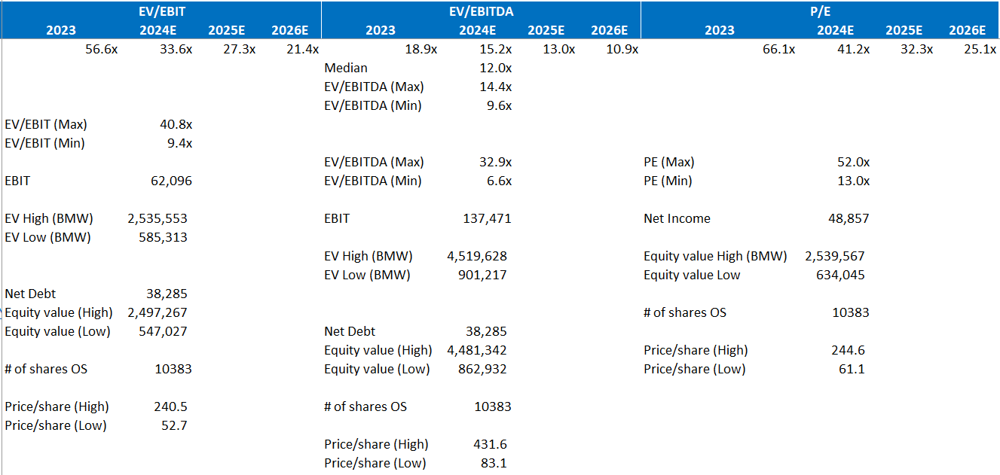 EV/EBIT EV/EBITDA P/E
2023 2024E 2025E 2026E 2023 2024E 2025E 2026E 2023 2024E 2025E 2026E
56.6x 33.6x 27.3x 21.4x 18.9x 15.2x 13.0x 10.9x 66.1x 41.2x 32.3x 25.1x
Median 12.0x
EV/EBITDA (Max) 14.4x
EV/EBITDA (Min) 9.6x
EV/EBIT (Max) 40.8x
EV/EBIT (Min) 9.4x
EV/EBITDA (Max) 32.9x PE (Max) 52.0x
EBIT 62,096 EV/EBITDA (Min) 6.6x PE (Min) 13.0x
EV High (BMW) 2,535,553 EBIT 137,471 Net Income 48,857
EV Low (BMW) 585,313
EV High (BMW) 4,519,628 Equity value High (BMW) 2,539,567
EV Low (BMW) 901,217 Equity value Low 634,045
Net Debt 38,285
Equity value (High) 2,497,267 # of shares OS 10383
Equity value (Low) 547,027 Net Debt 38,285
Equity value (High) 4,481,342 Price/share (High) 244.6
# of shares OS 10383 Equity value (Low) 862,932 Price/share (Low) 61.1
Price/share (High) 240.5 # of shares OS 10383
Price/share (Low) 52.7
Price/share (High) 431.6
Price/share (Low) 83.1